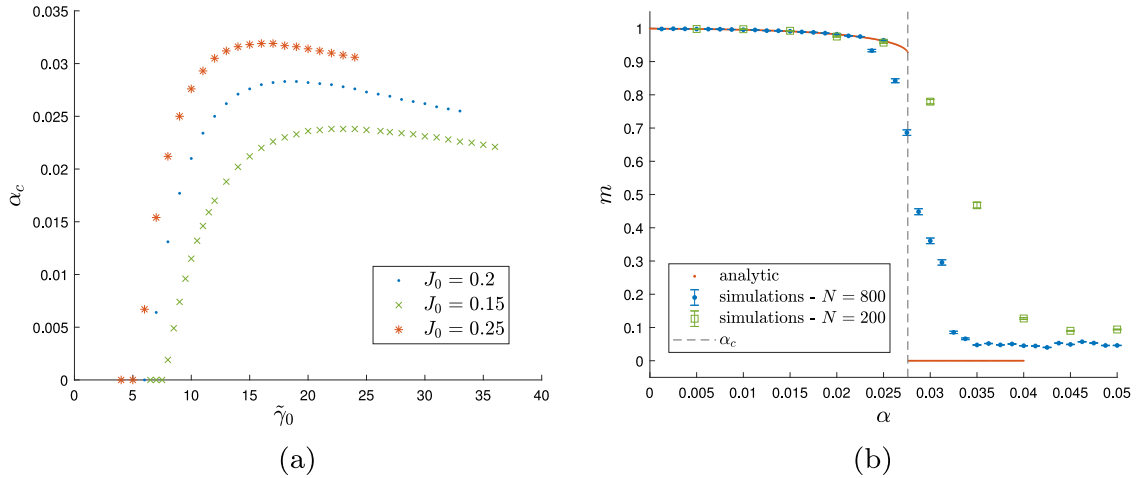 0.035
0.03
0.025
0.02
0.015
0.01
0.005
0
α_c
0 5 10 15 20 25 30 35 40
γ̃₀
J₀ = 0.2
J₀ = 0.15
J₀ = 0.25
(a)
1
0.9
0.8
0.7
0.6
0.5
0.4
0.3
0.2
0.1
0
m
0 0.005 0.01 0.015 0.02 0.025 0.03 0.035 0.04 0.045 0.05
α
analytic
simulations - N = 800
simulations - N = 200
α_c
(b)